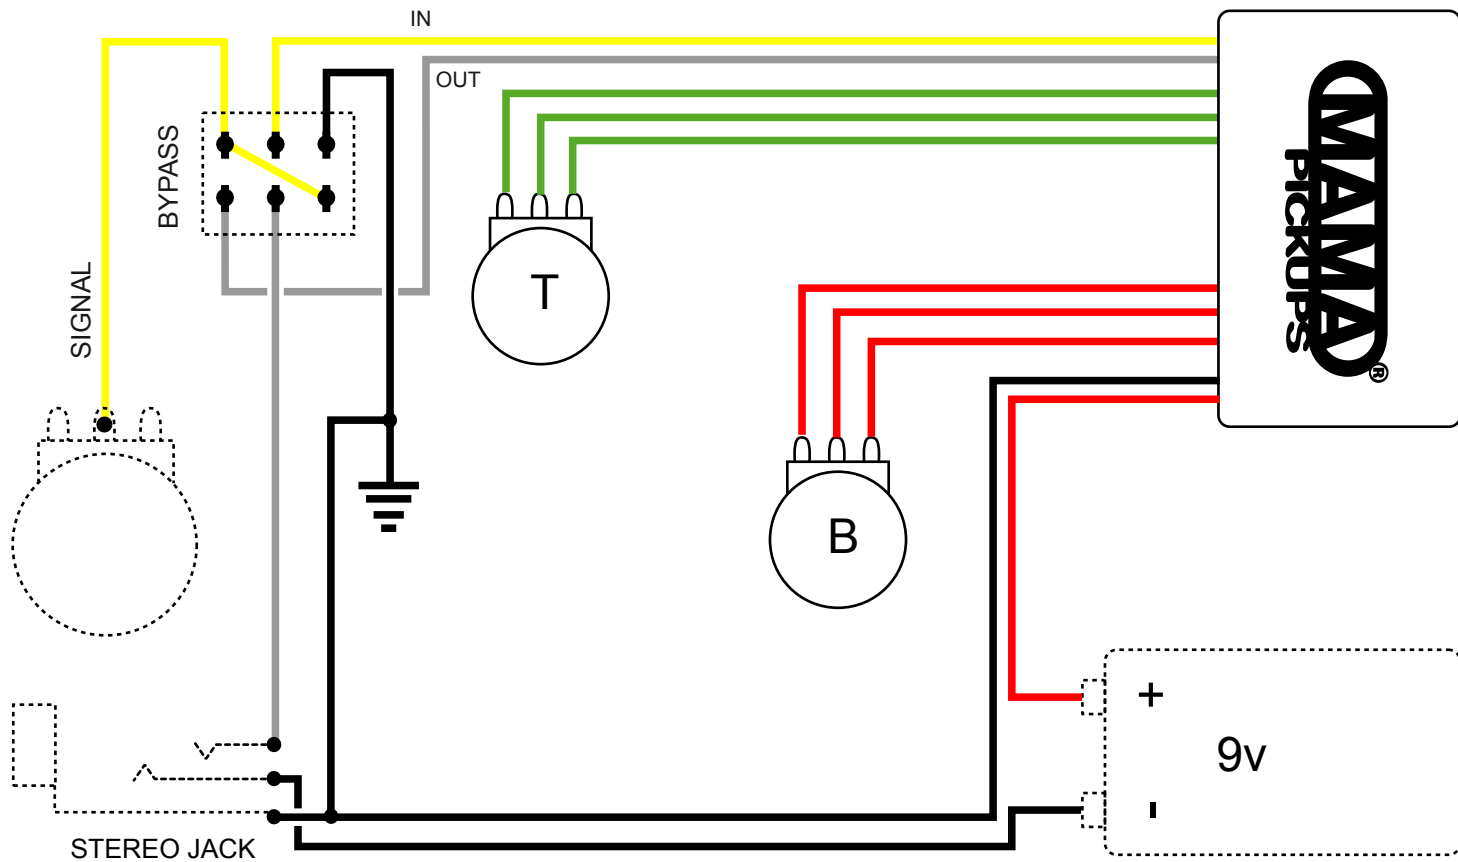 IN
OUT
BYPASS
SIGNAL
T
B
MAMA
PICKUPS
®
+
9v
-
STEREO JACK